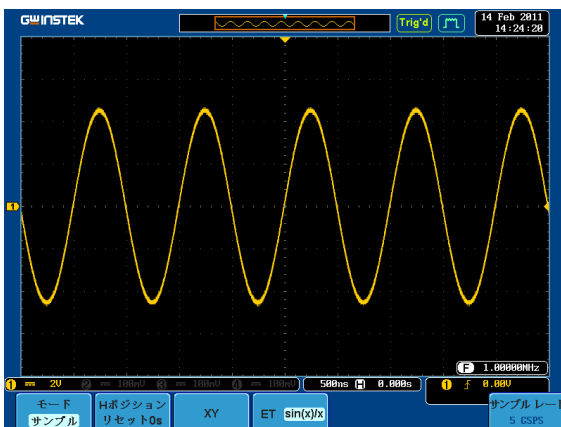 GWINSTEK
Trig'd
14 Feb 2011
14:24:20
1
F 1.00000MHz
1 2V 2 100mV 3 100mV 4 100mV 500ns H 0.000s 1 0.00V
モード
サンプル
Hポジション
リセット0s
XY
ET sin(x)/x
サンプルレート
5 GSPS